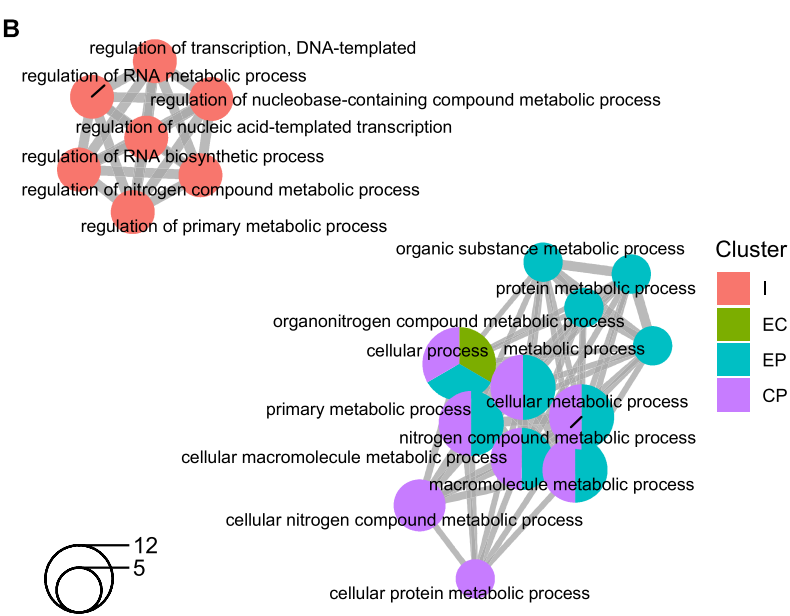 B
regulation of transcription, DNA-templated
regulation of RNA metabolic process
regulation of nucleobase-containing compound metabolic process
regulation of nucleic acid-templated transcription
regulation of RNA biosynthetic process
regulation of nitrogen compound metabolic process
regulation of primary metabolic process
organic substance metabolic process
protein metabolic process
organonitrogen compound metabolic process
cellular process
metabolic process
cellular metabolic process
primary metabolic process
nitrogen compound metabolic process
cellular macromolecule metabolic process
macromolecule metabolic process
cellular nitrogen compound metabolic process
cellular protein metabolic process
Cluster
I
EC
EP
CP
12
5